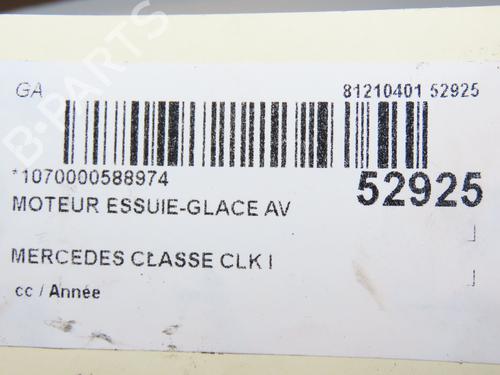 GA 81210401 52925
*1070000588974 52925
MOTEUR ESSUIE-GLACE AV
MERCEDES CLASSE CLK I
cc / Année
B-PARTS